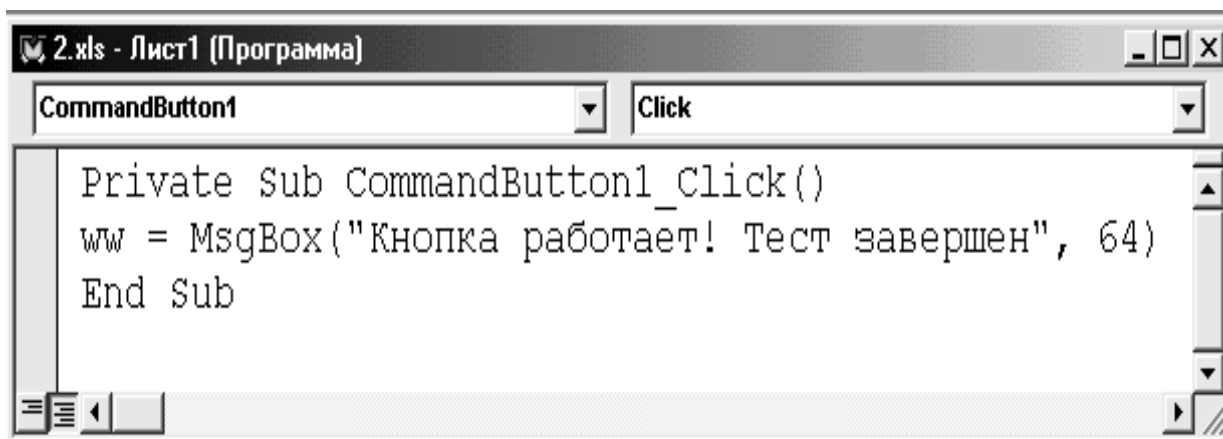 2.xls - Лист1 (Программа)
CommandButton1 Click
Private Sub CommandButton1_Click()
ww = MsgBox("Кнопка работает! Тест завершен", 64)
End Sub